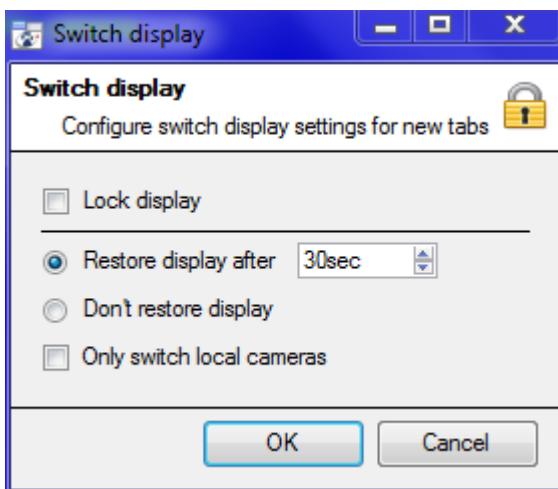 Switch display
Switch display
Configure switch display settings for new tabs
Lock display
Restore display after 30sec
Don't restore display
Only switch local cameras
OK Cancel